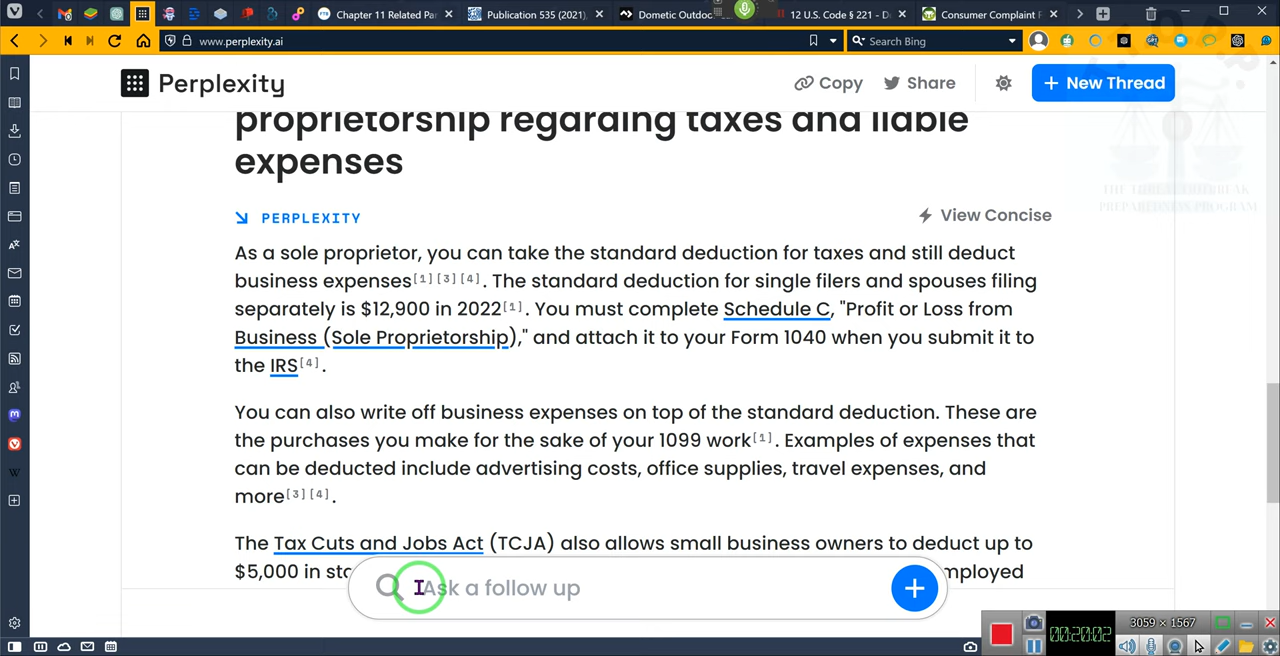 Chapter 11 Related Pa
Publication 535 (2021)
Dometic Outdoo
12 U.S. Code § 221 - D
Consumer Complaint F
www.perplexity.ai
Search Bing
Perplexity
Copy
Share
+ New Thread
proprietorship regarding taxes and liable
expenses
PERPLEXITY
View Concise
As a sole proprietor, you can take the standard deduction for taxes and still deduct
business expenses[1][3][4]. The standard deduction for single filers and spouses filing
separately is $12,900 in 2022[1]. You must complete Schedule C, "Profit or Loss from
Business (Sole Proprietorship)," and attach it to your Form 1040 when you submit it to
the IRS[4].
You can also write off business expenses on top of the standard deduction. These are
the purchases you make for the sake of your 1099 work[1]. Examples of expenses that
can be deducted include advertising costs, office supplies, travel expenses, and
more[3][4].
The Tax Cuts and Jobs Act (TCJA) also allows small business owners to deduct up to
$5,000 in sta
mployed
Ask a follow up
3059 × 1567
00:20:02
PREPAREDNESS PROGRAM